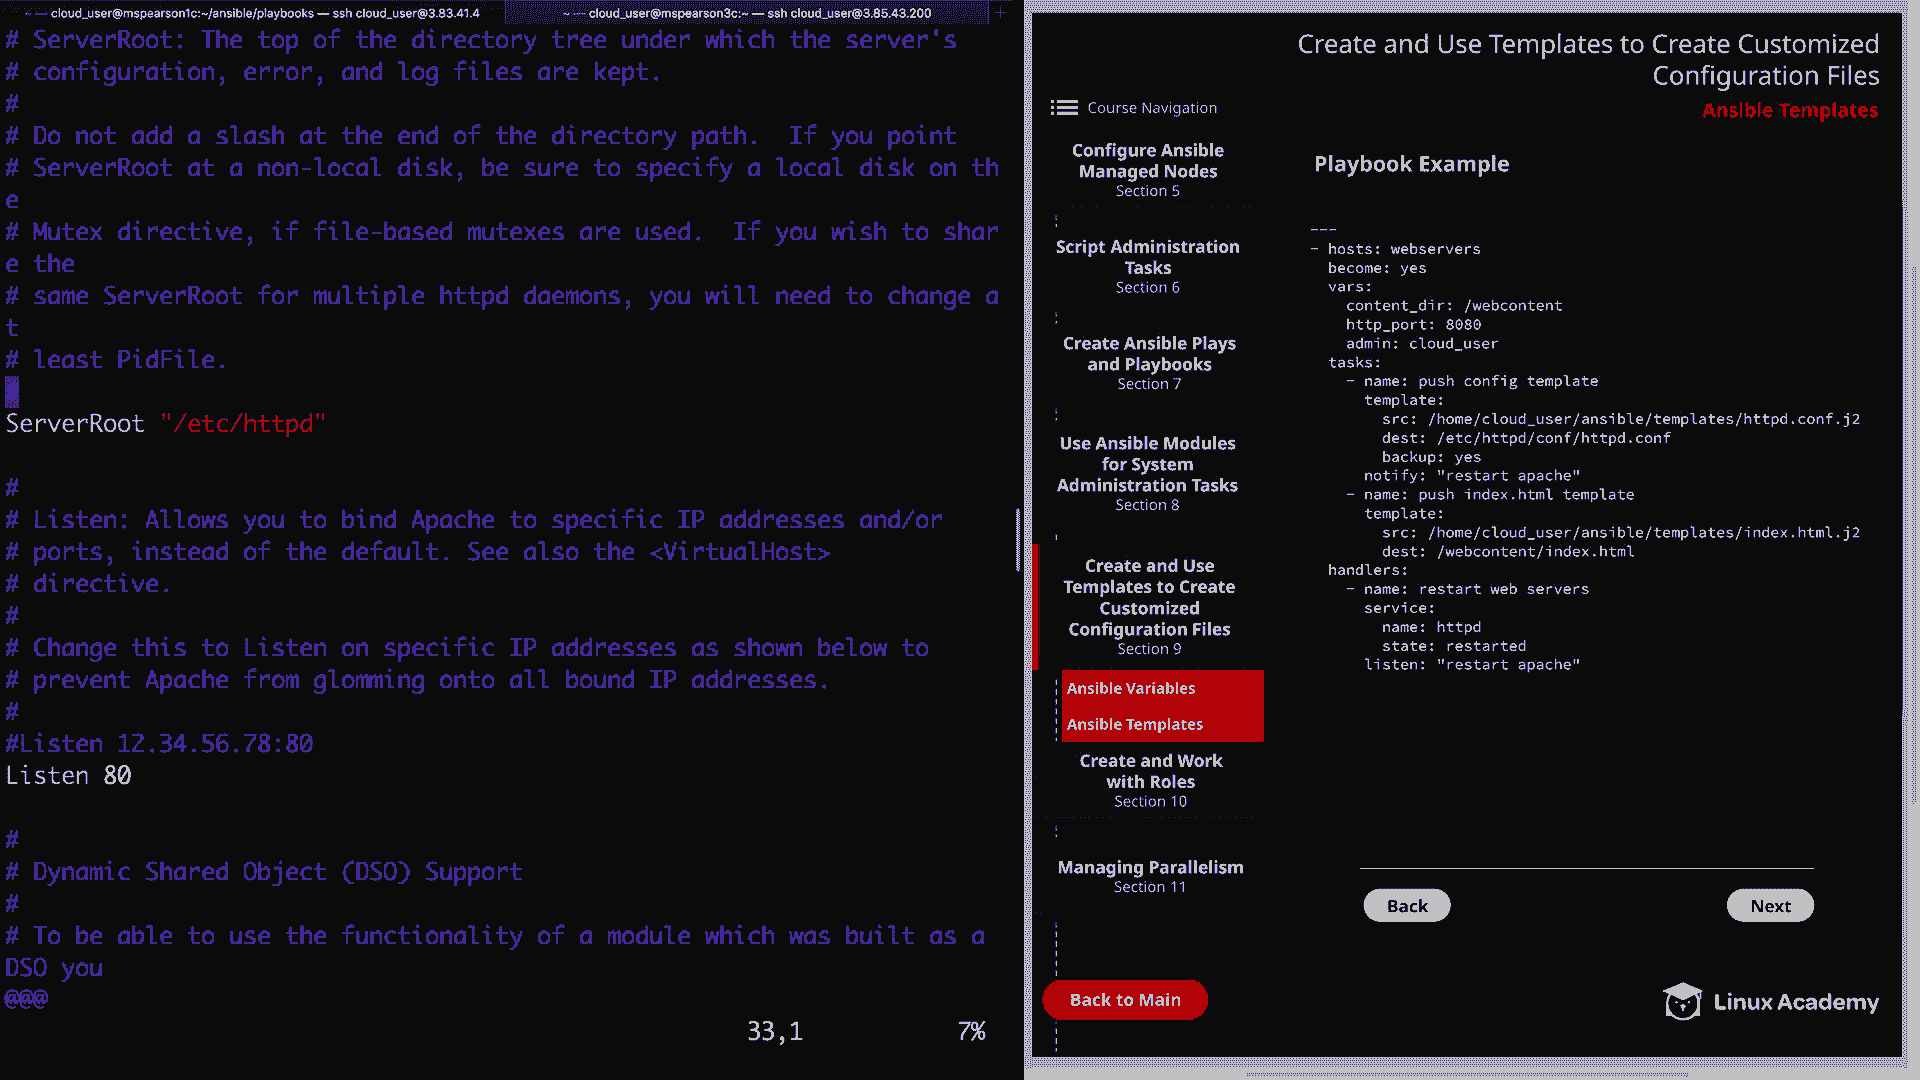 ~ — cloud_user@mspearson1c:~/ansible/playbooks — ssh cloud_user@3.83.41.4
~ — cloud_user@mspearson3c:~ — ssh cloud_user@3.85.43.200
+
# ServerRoot: The top of the directory tree under which the server's
# configuration, error, and log files are kept.
#
# Do not add a slash at the end of the directory path.  If you point
# ServerRoot at a non-local disk, be sure to specify a local disk on th
e
# Mutex directive, if file-based mutexes are used.  If you wish to shar
e the
# same ServerRoot for multiple httpd daemons, you will need to change a
t
# least PidFile.
ServerRoot "/etc/httpd"
#
# Listen: Allows you to bind Apache to specific IP addresses and/or
# ports, instead of the default. See also the <VirtualHost>
# directive.
#
# Change this to Listen on specific IP addresses as shown below to
# prevent Apache from glomming onto all bound IP addresses.
#
#Listen 12.34.56.78:80
Listen 80
#
# Dynamic Shared Object (DSO) Support
#
# To be able to use the functionality of a module which was built as a
DSO you
@@@
33,1
7%
Create and Use Templates to Create Customized
Configuration Files
Ansible Templates
Course Navigation
Configure Ansible
Managed Nodes
Section 5
Script Administration
Tasks
Section 6
Create Ansible Plays
and Playbooks
Section 7
Use Ansible Modules
for System
Administration Tasks
Section 8
Create and Use
Templates to Create
Customized
Configuration Files
Section 9
Ansible Variables
Ansible Templates
Create and Work
with Roles
Section 10
Managing Parallelism
Section 11
Back to Main
Playbook Example
---
- hosts: webservers
  become: yes
  vars:
    content_dir: /webcontent
    http_port: 8080
    admin: cloud_user
  tasks:
    - name: push config template
      template:
        src: /home/cloud_user/ansible/templates/httpd.conf.j2
        dest: /etc/httpd/conf/httpd.conf
        backup: yes
      notify: "restart apache"
    - name: push index.html template
      template:
        src: /home/cloud_user/ansible/templates/index.html.j2
        dest: /webcontent/index.html
  handlers:
    - name: restart web servers
      service:
        name: httpd
        state: restarted
      listen: "restart apache"
Back
Next
Linux Academy